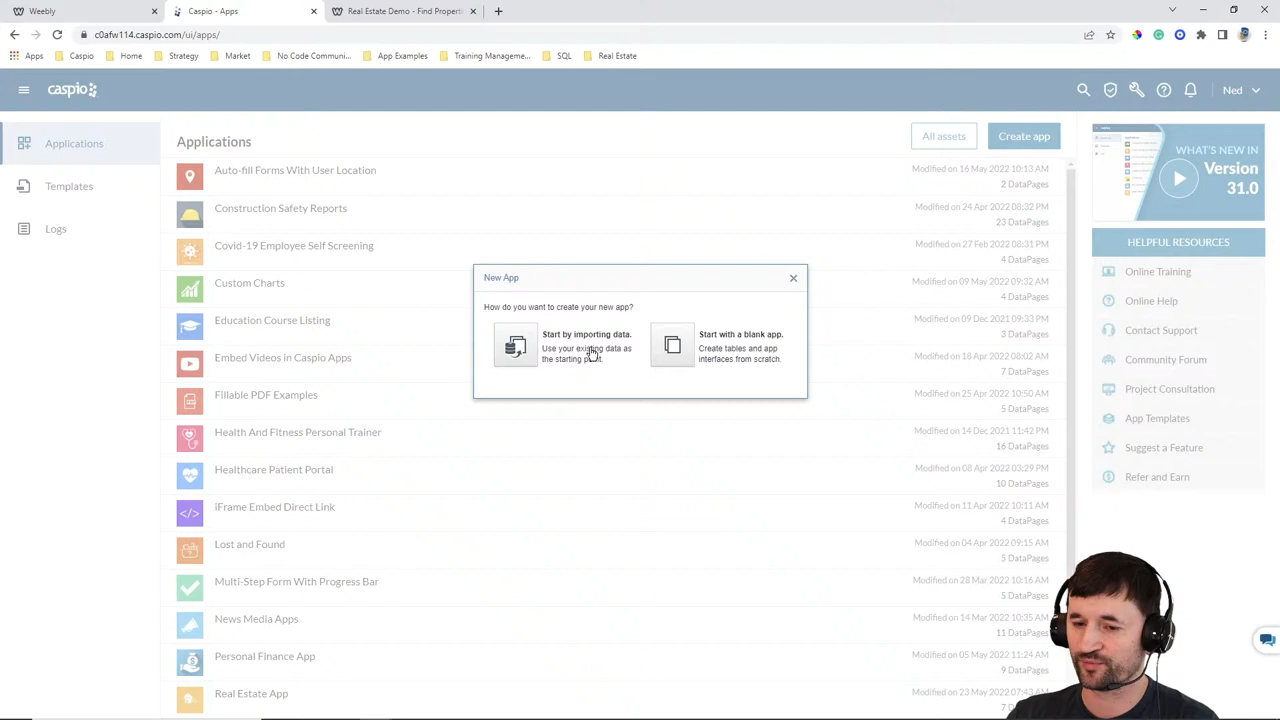 Weebly
Caspio - Apps
Real Estate Demo - Find Properti
c0afw114.caspio.com/ui/apps/
Apps
Caspio
Home
Strategy
Market
No Code Communi...
App Examples
Training Manageme...
SQL
Real Estate
caspio
Ned
Applications
Templates
Logs
Applications
All assets
Create app
Auto-fill Forms With User Location
Modified on 16 May 2022 10:13 AM
2 DataPages
Construction Safety Reports
Modified on 24 Apr 2022 08:32 PM
23 DataPages
Covid-19 Employee Self Screening
Modified on 27 Feb 2022 08:31 PM
4 DataPages
Custom Charts
Modified on 09 May 2022 09:32 AM
4 DataPages
Education Course Listing
Modified on 09 Dec 2021 09:33 PM
3 DataPages
Embed Videos in Caspio Apps
Modified on 18 Apr 2022 08:02 AM
7 DataPages
Fillable PDF Examples
Modified on 25 Apr 2022 10:50 AM
5 DataPages
Health And Fitness Personal Trainer
Modified on 14 Dec 2021 11:42 PM
16 DataPages
Healthcare Patient Portal
Modified on 08 Apr 2022 03:29 PM
10 DataPages
iFrame Embed Direct Link
Modified on 11 Apr 2022 10:11 AM
4 DataPages
Lost and Found
Modified on 04 Apr 2022 09:15 AM
5 DataPages
Multi-Step Form With Progress Bar
Modified on 28 Mar 2022 10:16 AM
5 DataPages
News Media Apps
Modified on 14 Mar 2022 10:35 AM
11 DataPages
Personal Finance App
Modified on 05 May 2022 11:24 AM
9 DataPages
Real Estate App
Modified on 23 May 2022 07:43 AM
New App
How do you want to create your new app?
Start by importing data.
Use your existing data as
the starting point.
Start with a blank app.
Create tables and app
interfaces from scratch.
WHAT'S NEW IN
Version
31.0
HELPFUL RESOURCES
Online Training
Online Help
Contact Support
Community Forum
Project Consultation
App Templates
Suggest a Feature
Refer and Earn